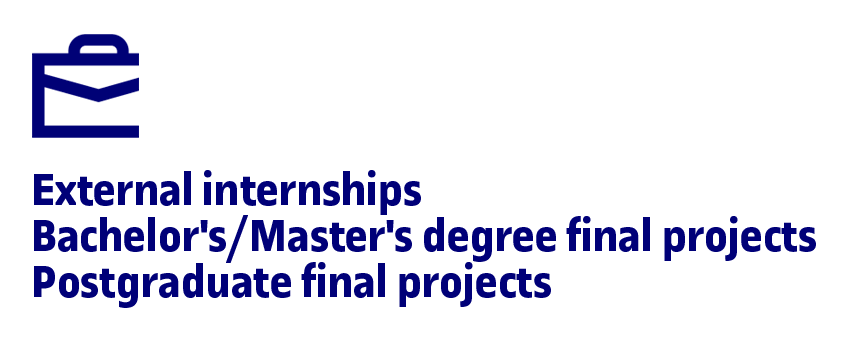 External internships
Bachelor's/Master's degree final projects
Postgraduate final projects